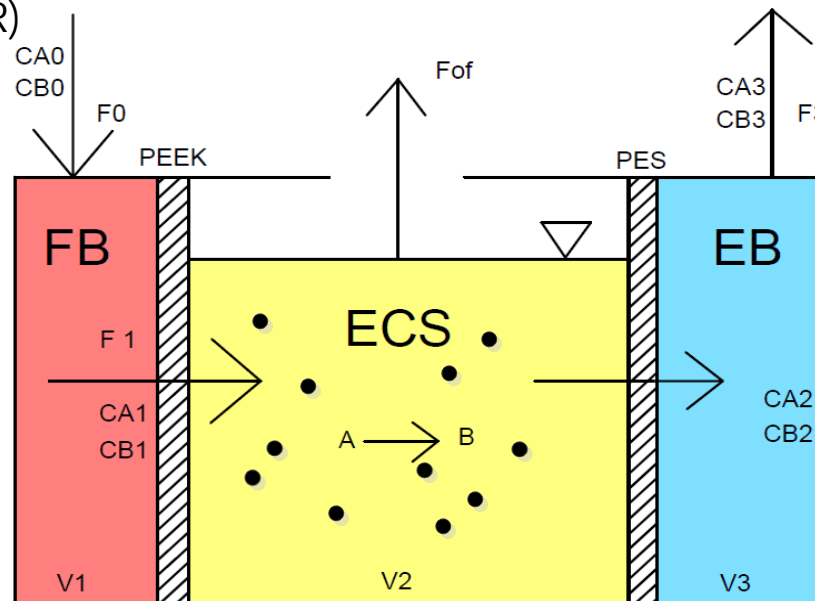 R)
CA0
CB0
F0
PEEK
Fof
PES
CA3
CB3
FB
ECS
EB
F 1
CA1
CB1
A
B
CA2
CB2
V1
V2
V3